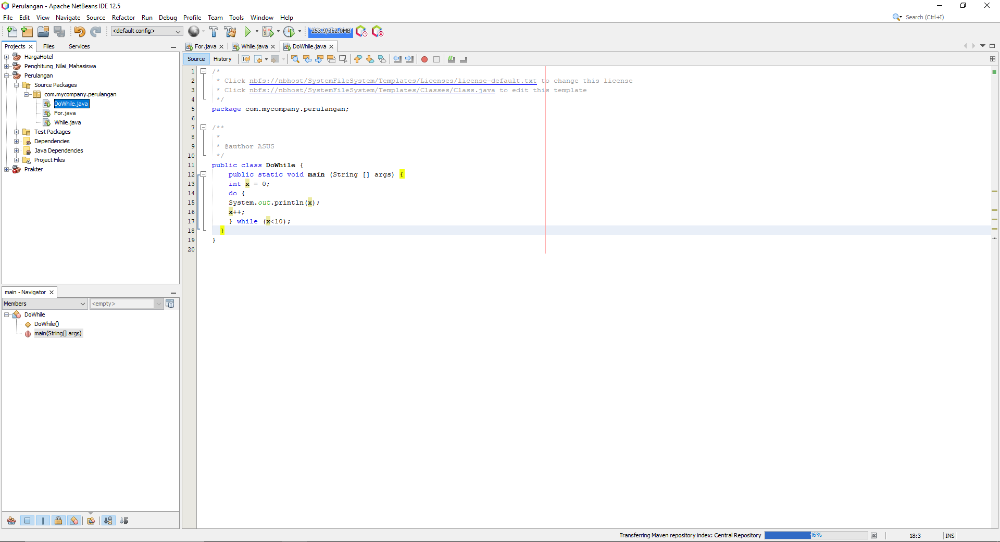 Perulangan - Apache NetBeans IDE 12.5
File Edit View Navigate Source Refactor Run Debug Profile Team Tools Window Help
Search (Ctrl+I)
<default config>
253.9/352.0MB
Projects Files Services
HargaHotel
Penghitung_Nilai_Mahasiswa
Perulangan
Source Packages
com.mycompany.perulangan
DoWhile.java
For.java
While.java
Test Packages
Dependencies
Java Dependencies
Project Files
Prakter
main - Navigator
Members <empty>
DoWhile
DoWhile()
main(String[] args)
For.java While.java DoWhile.java
Source History
1 /*
2 * Click nbfs://nbhost/SystemFileSystem/Templates/Licenses/license-default.txt to change this license
3 * Click nbfs://nbhost/SystemFileSystem/Templates/Classes/Class.java to edit this template
4 */
5 package com.mycompany.perulangan;
6
7 /**
8 *
9 * @author ASUS
10 */
11 public class DoWhile {
12 public static void main (String [] args) {
13 int x = 0;
14 do {
15 System.out.println(x);
16 x++;
17 } while (x<10);
18 }
19 }
20
Transferring Maven repository index: Central Repository
18:3 INS